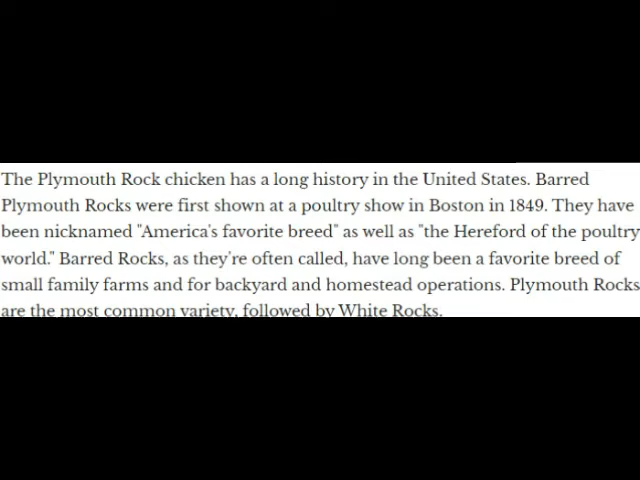 The Plymouth Rock chicken has a long history in the United States. Barred
Plymouth Rocks were first shown at a poultry show in Boston in 1849. They have
been nicknamed "America's favorite breed" as well as "the Hereford of the poultry
world." Barred Rocks, as they're often called, have long been a favorite breed of
small family farms and for backyard and homestead operations. Plymouth Rocks
are the most common variety, followed by White Rocks.